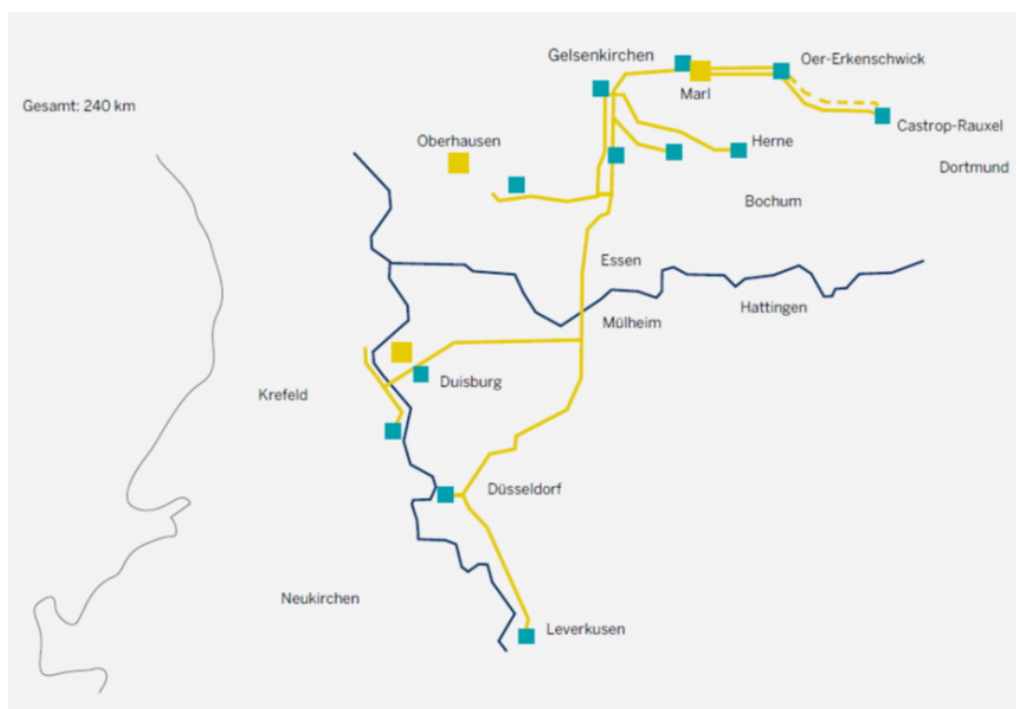 Gelsenkirchen
Oer-Erkenschwick
Marl
Gesamt: 240 km
Castrop-Rauxel
Oberhausen
Herne
Dortmund
Bochum
Essen
Hattingen
Mülheim
Duisburg
Krefeld
Düsseldorf
Neukirchen
Leverkusen